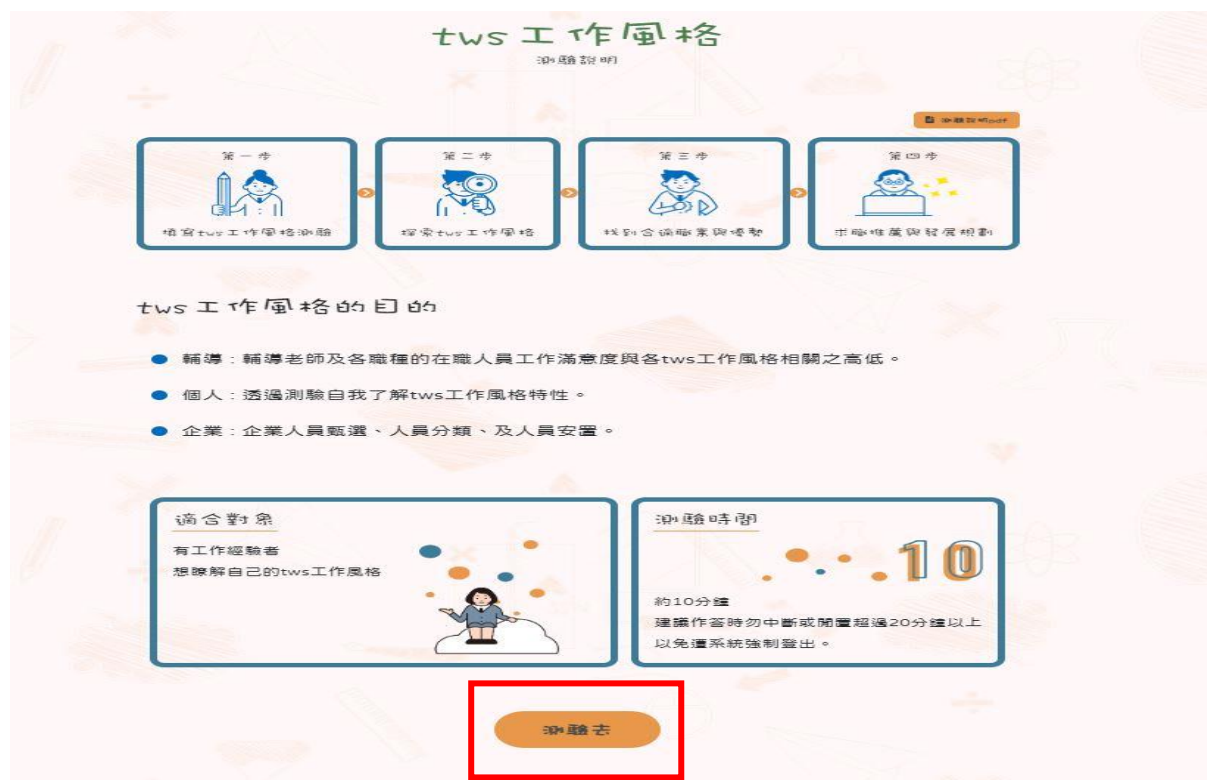 tws工作風格
測驗說明
測驗說明pdf
第一步
填寫tws工作風格測驗
第二步
探索tws工作風格
第三步
找到合適職業與優勢
第四步
求職推薦與發展規劃
tws工作風格的目的
輔導：輔導老師及各職種的在職人員工作滿意度與各tws工作風格相關之高低。
個人：透過測驗自我了解tws工作風格特性。
企業：企業人員甄選、人員分類、及人員安置。
適合對象
有工作經驗者
想瞭解自己的tws工作風格
測驗時間
10
約10分鐘
建議作答時勿中斷或閒置超過20分鐘以上
以免遭系統強制登出。
測驗去